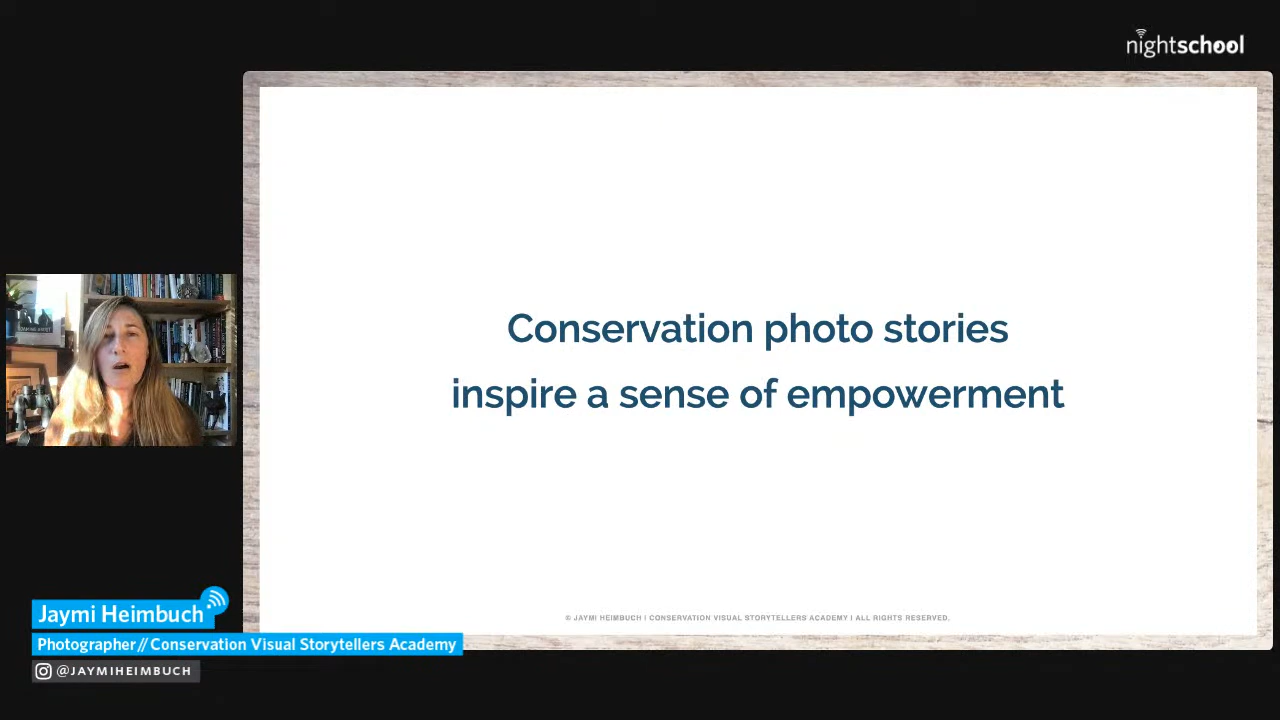 nightschool
Conservation photo stories
inspire a sense of empowerment
© JAYMI HEIMBUCH | CONSERVATION VISUAL STORYTELLERS ACADEMY | ALL RIGHTS RESERVED.
Jaymi Heimbuch
Photographer//Conservation Visual Storytellers Academy
@JAYMIHEIMBUCH